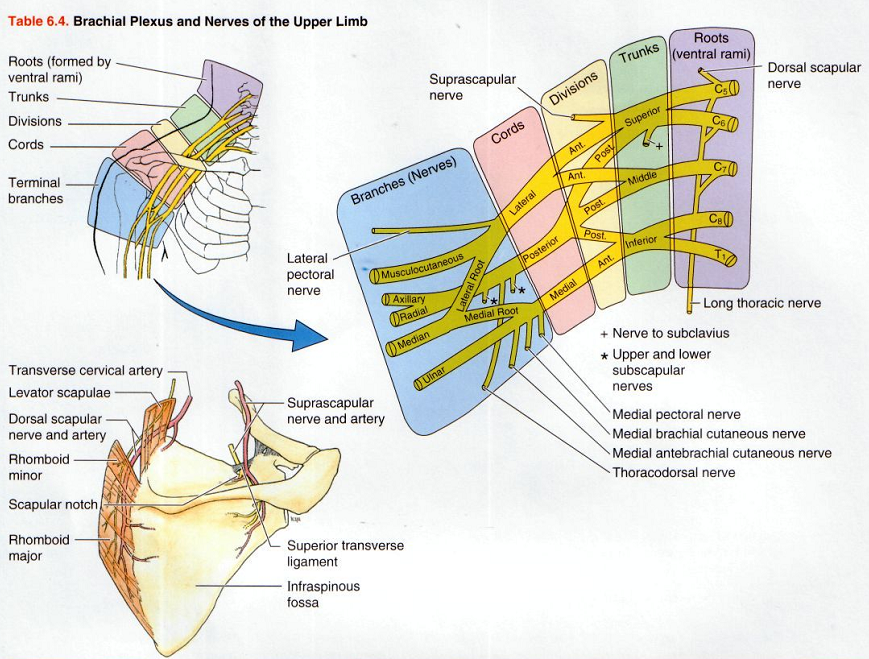 Table 6.4. Brachial Plexus and Nerves of the Upper Limb
Roots (formed by
ventral rami)
Trunks
Divisions
Cords
Terminal
branches
Branches (Nerves)
Cords
Divisions
Trunks
Roots
(ventral rami)
Suprascapular
nerve
Dorsal scapular
nerve
C5
C6
C7
C8
T1
Superior
Middle
Inferior
+
Ant.
Post.
Ant.
Post.
Post.
Ant.
Lateral
Posterior
Medial
Lateral
pectoral
nerve
Musculocutaneous
Axillary
Radial
Median
Ulnar
Lateral Root
Medial Root
*
*
Long thoracic nerve
+ Nerve to subclavius
* Upper and lower
subscapular
nerves
Medial pectoral nerve
Medial brachial cutaneous nerve
Medial antebrachial cutaneous nerve
Thoracodorsal nerve
Transverse cervical artery
Levator scapulae
Dorsal scapular
nerve and artery
Rhomboid
minor
Scapular notch
Rhomboid
major
Suprascapular
nerve and artery
Superior transverse
ligament
Infraspinous
fossa